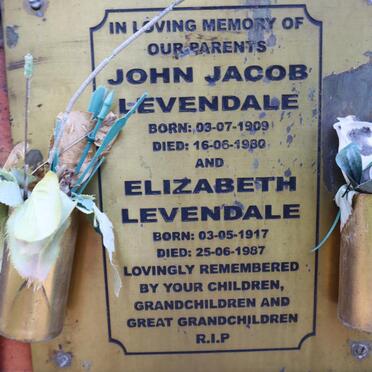 IN LOVING MEMORY OF
OUR PARENTS
JOHN JACOB
LEVENDALE
BORN: 03-07-1909
DIED: 16-06-1980
AND
ELIZABETH
LEVENDALE
BORN: 03-05-1917
DIED: 25-06-1987
LOVINGLY REMEMBERED
BY YOUR CHILDREN,
GRANDCHILDREN AND
GREAT GRANDCHILDREN
R.I.P